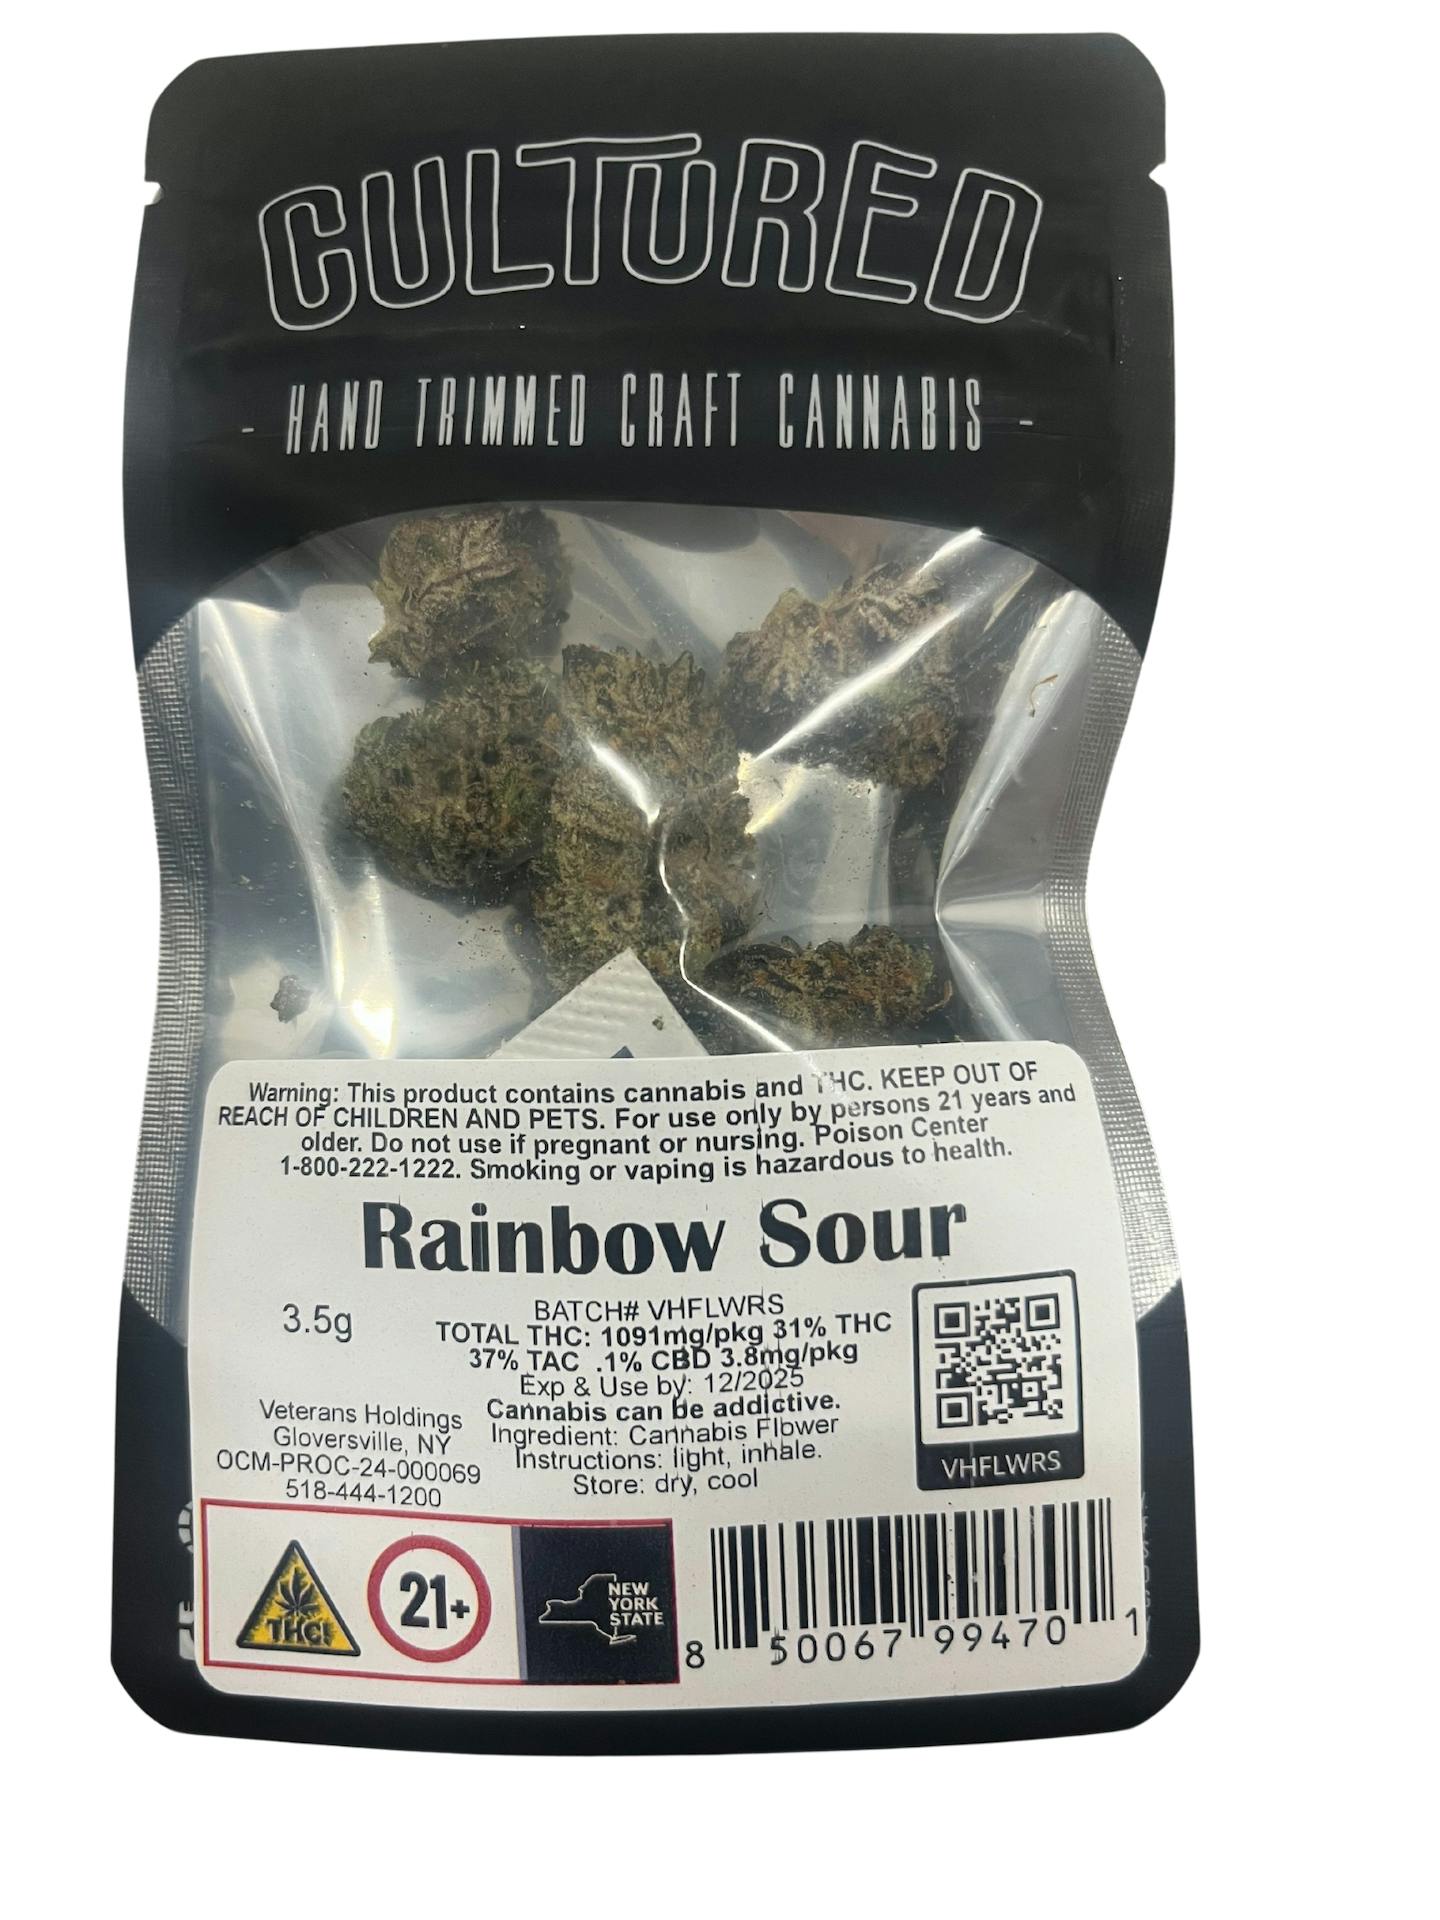 CULTURED
- HAND TRIMMED CRAFT CANNABIS -
Warning: This product contains cannabis and THC. KEEP OUT OF
REACH OF CHILDREN AND PETS. For use only by persons 21 years and
older. Do not use if pregnant or nursing. Poison Center
1-800-222-1222. Smoking or vaping is hazardous to health.
Rainbow Sour
3.5g
BATCH# VHFLWRS
TOTAL THC: 1091mg/pkg 31% THC
37% TAC .1% CBD 3.8mg/pkg
Exp & Use by: 12/2025
Cannabis can be addictive.
Ingredient: Cannabis Flower
Instructions: light, inhale.
Store: dry, cool
Veterans Holdings
Gloversville, NY
OCM-PROC-24-000069
518-444-1200
VHFLWRS
THC!
21+
NEW
YORK
STATE
8 50067 99470 1